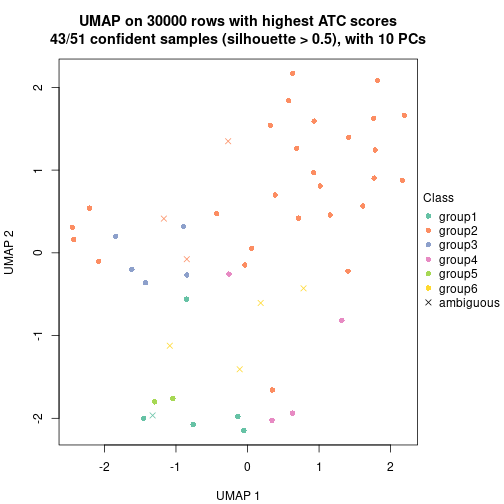 UMAP on 30000 rows with highest ATC scores
43/51 confident samples (silhouette > 0.5), with 10 PCs
2
1
0
-1
-2
UMAP 2
-2 -1 0 1 2
UMAP 1
Class
group1
group2
group3
group4
group5
group6
ambiguous